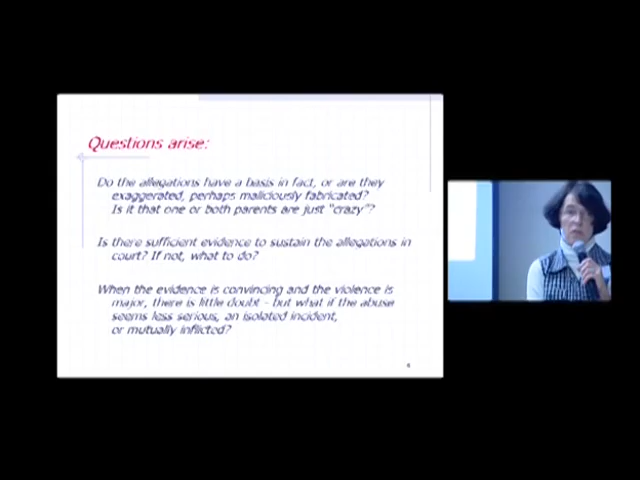 Questions arise:
Do the allegations have a basis in fact, or are they
exaggerated, perhaps maliciously fabricated?
Is it that one or both parents are just "crazy"?
Is there sufficient evidence to sustain the allegations in
court? If not, what to do?
When the evidence is convincing and the violence is
major, there is little doubt - but what if the abuse
seems less serious, an isolated incident,
or mutually inflicted?